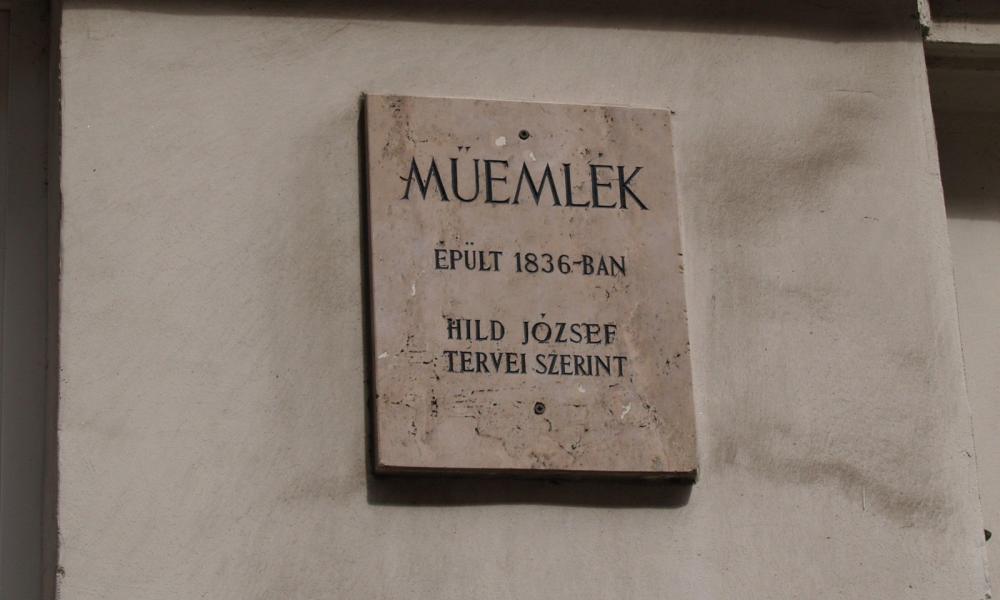 MŰEMLÉK
ÉPÜLT 1836-BAN
HILD JÓZSEF
TERVEI SZERINT